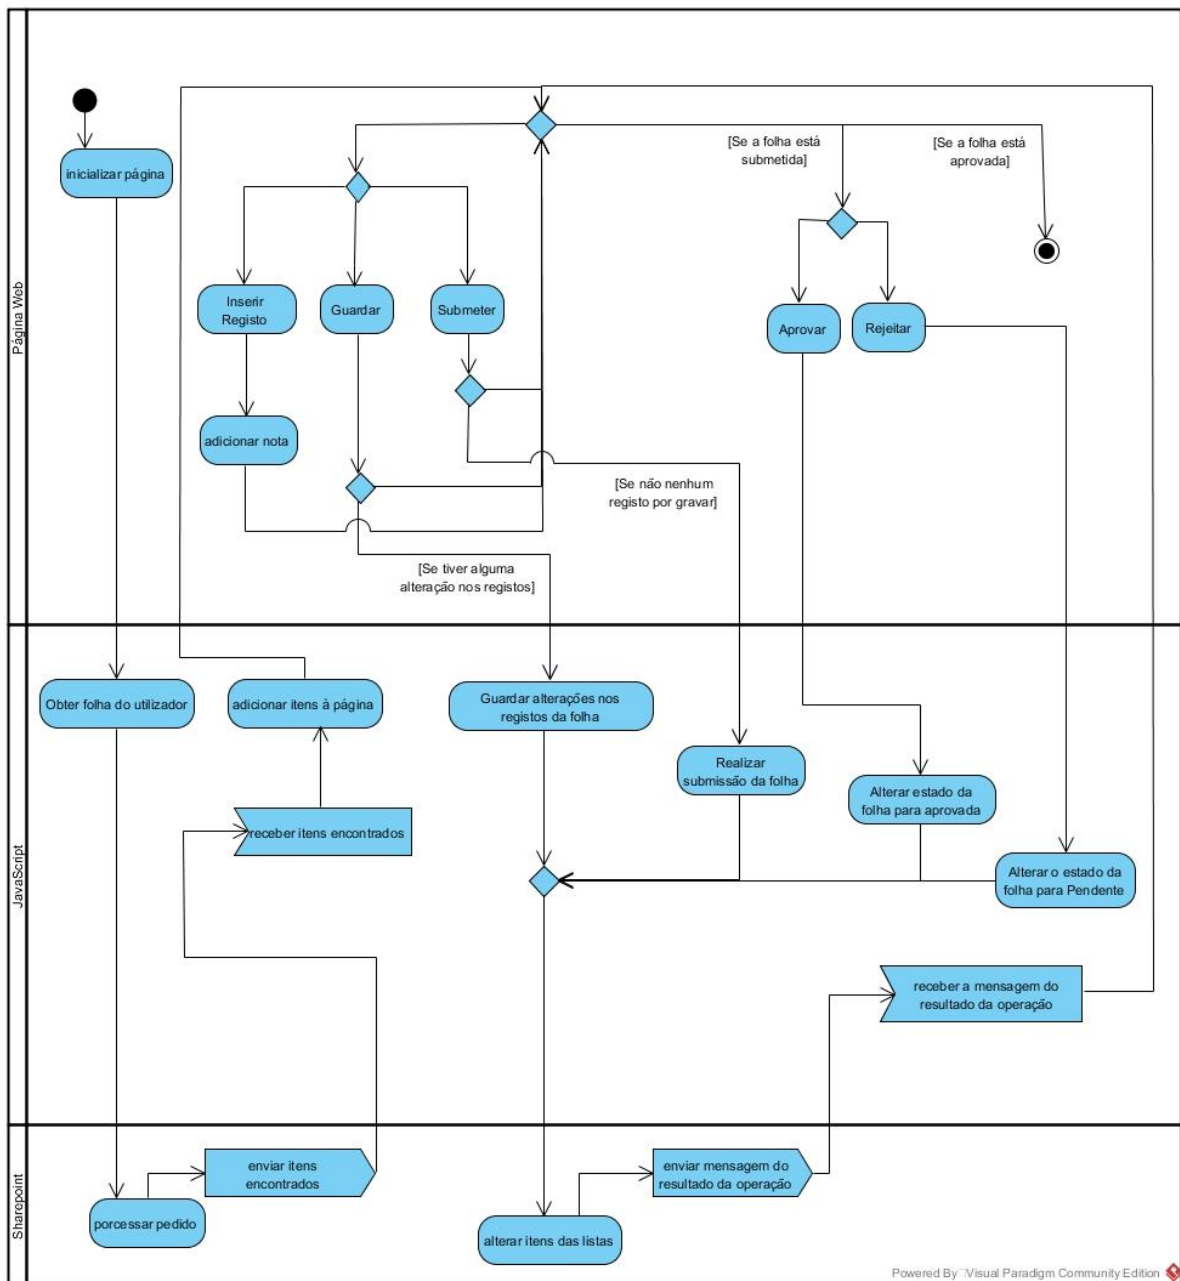 Página Web
inicializar página
[Se a folha está
submetida]
[Se a folha está
aprovada]
Inserir
Registo
Guardar
Submeter
Aprovar
Rejeitar
adicionar nota
[Se não nenhum
registo por gravar]
[Se tiver alguma
alteração nos registos]
JavaScript
Obter folha do utilizador
adicionar itens à página
Guardar alterações nos
registos da folha
Realizar
submissão da folha
Alterar estado da
folha para aprovada
receber itens encontrados
Alterar o estado da
folha para Pendente
receber a mensagem do
resultado da operação
Sharepoint
enviar itens
encontrados
enviar mensagem do
resultado da operação
porcessar pedido
alterar itens das listas
Powered By Visual Paradigm Community Edition